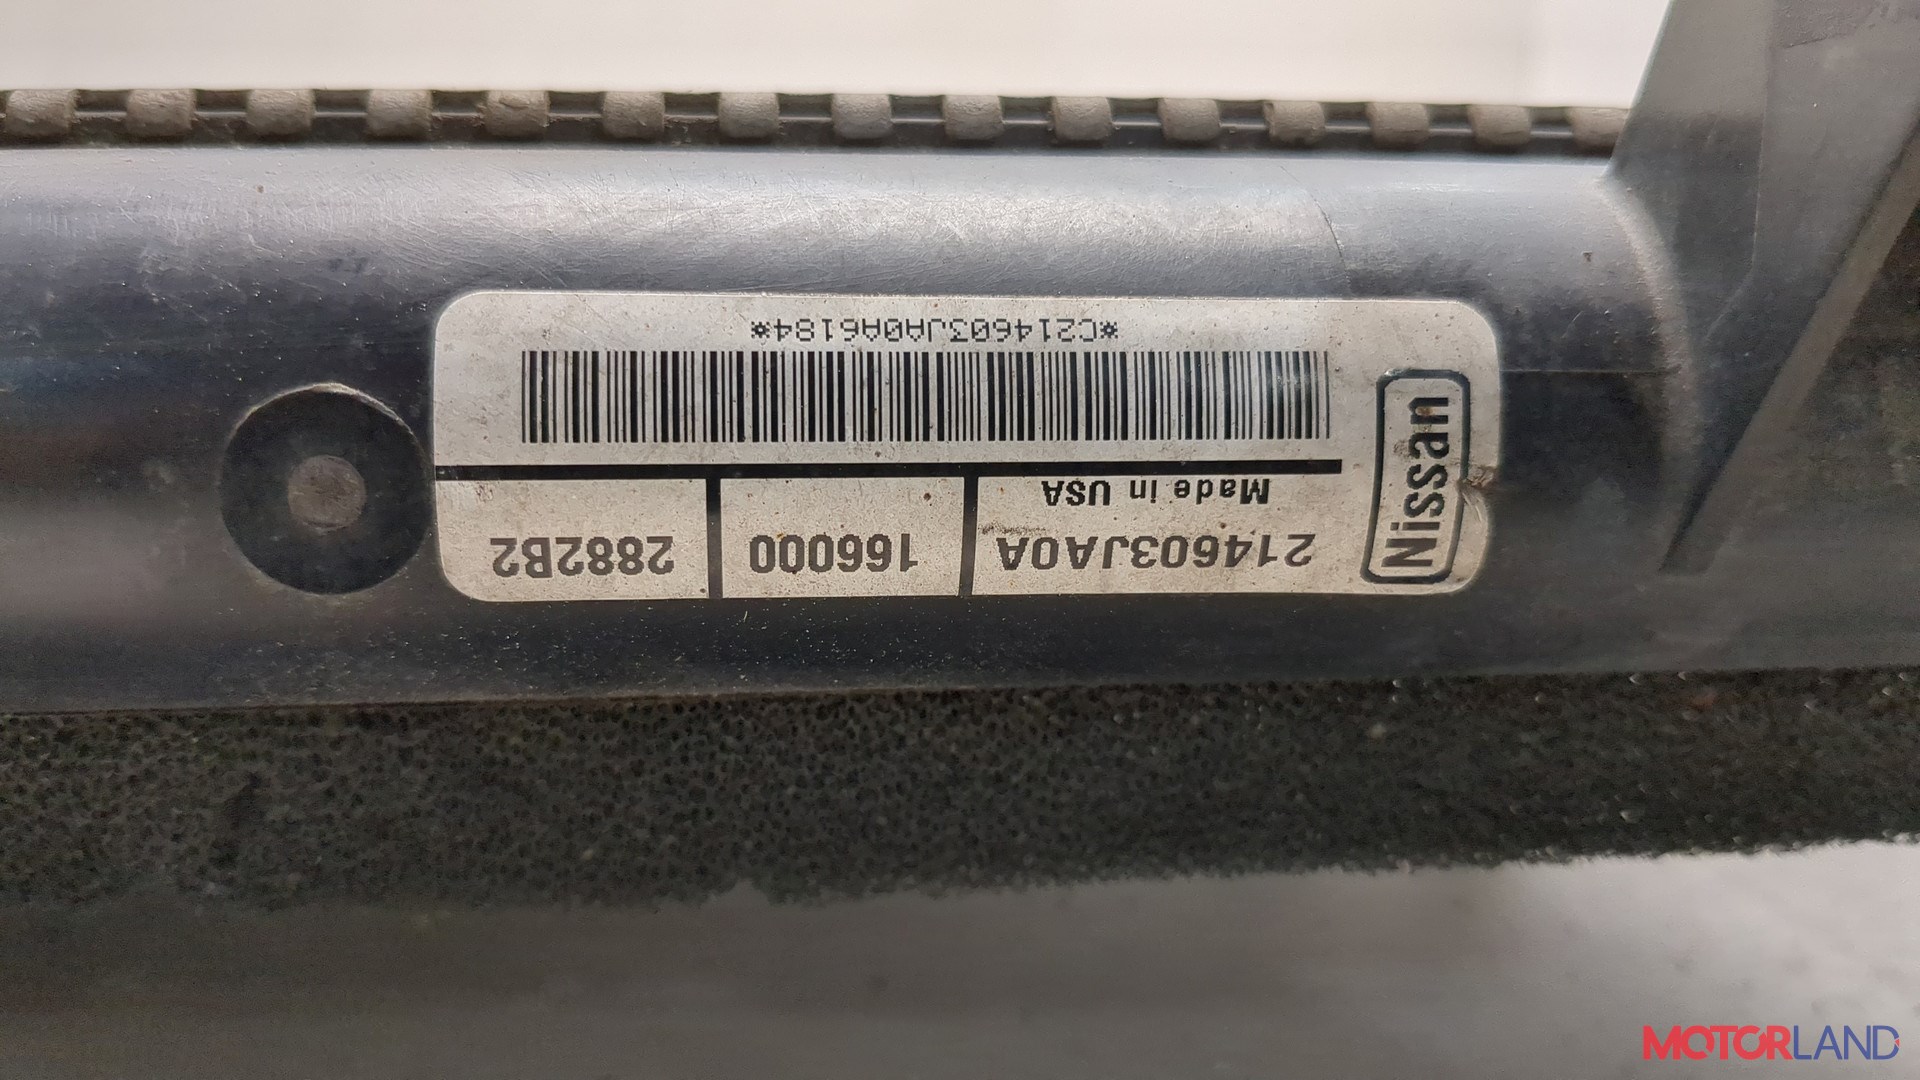 Nissan
214603JA0A
166000
2882B2
Made in USA
*C214603JA0A6184*
MOTORLAND